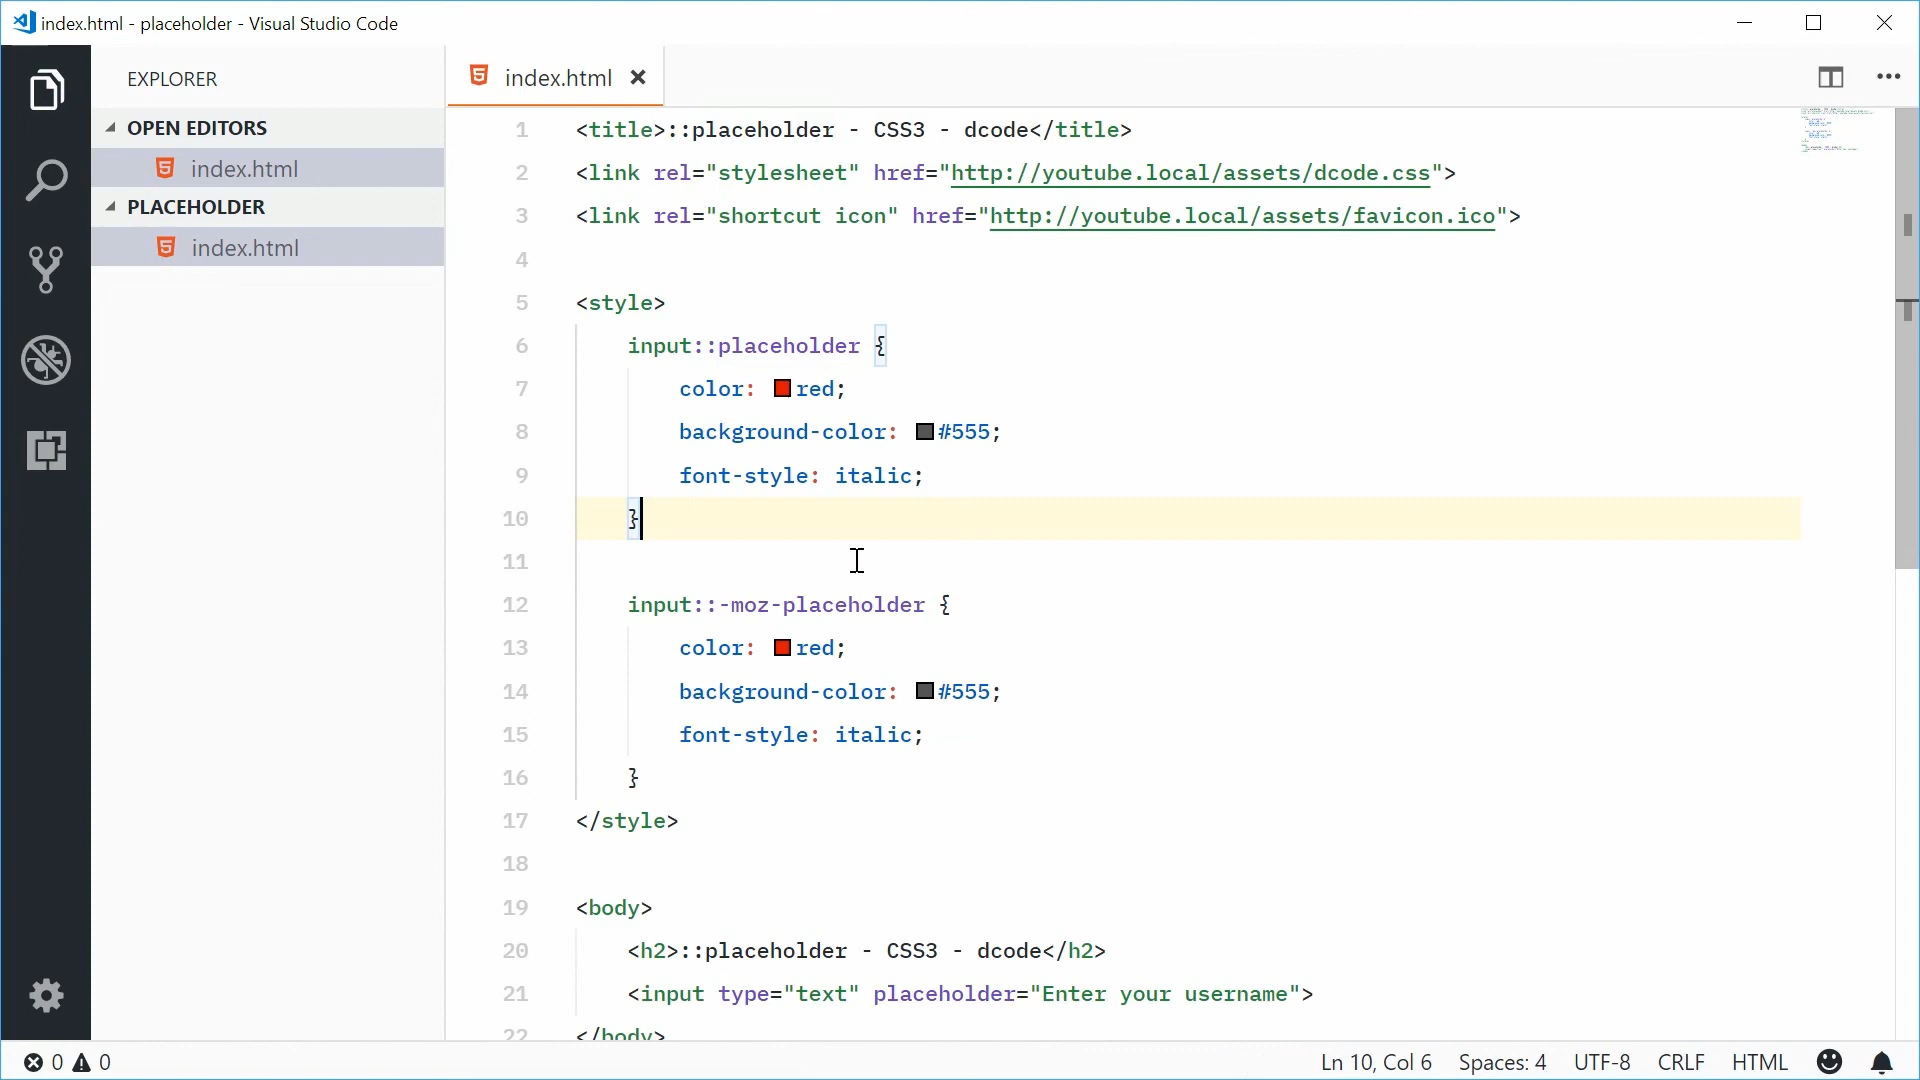 index.html - placeholder - Visual Studio Code
EXPLORER
OPEN EDITORS
index.html
PLACEHOLDER
index.html
index.html
1 <title>::placeholder - CSS3 - dcode</title>
2 <link rel="stylesheet" href="http://youtube.local/assets/dcode.css">
3 <link rel="shortcut icon" href="http://youtube.local/assets/favicon.ico">
4
5 <style>
6 input::placeholder {
7 color: red;
8 background-color: #555;
9 font-style: italic;
10 }
11
12 input::-moz-placeholder {
13 color: red;
14 background-color: #555;
15 font-style: italic;
16 }
17 </style>
18
19 <body>
20 <h2>::placeholder - CSS3 - dcode</h2>
21 <input type="text" placeholder="Enter your username">
22 </body>
0 0
Ln 10, Col 6 Spaces: 4 UTF-8 CRLF HTML